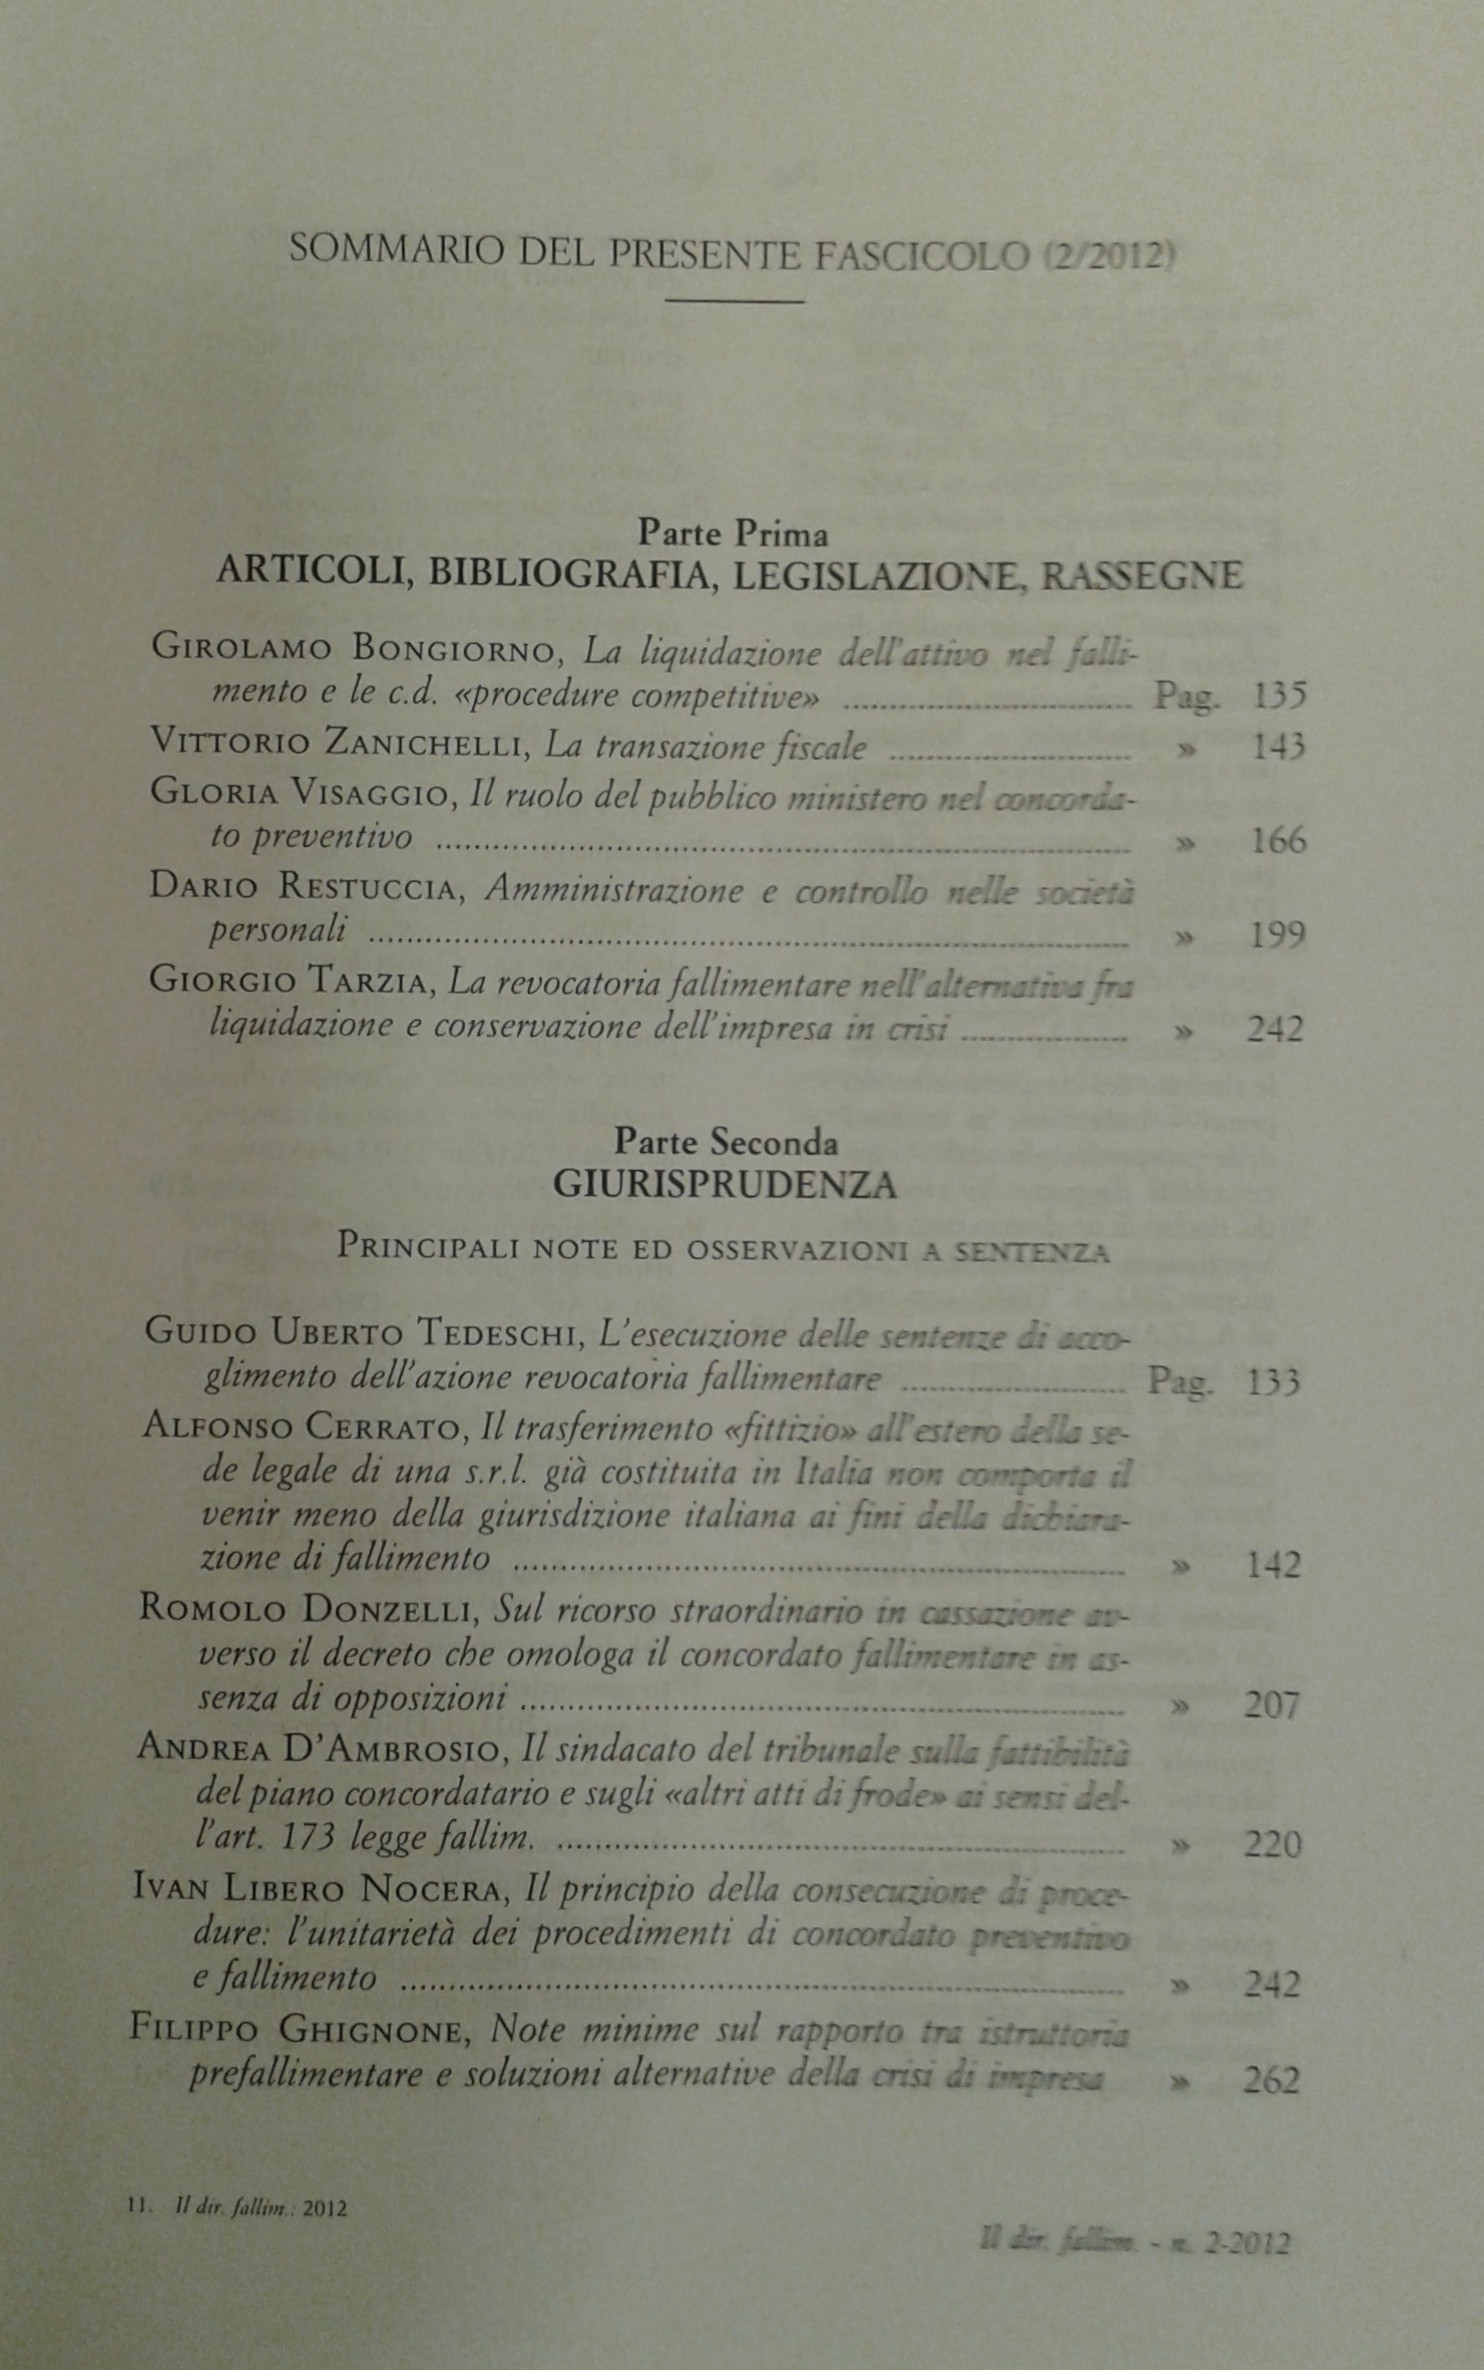 SOMMARIO DEL PRESENTE FASCICOLO (2/2012)
Parte Prima
ARTICOLI, BIBLIOGRAFIA, LEGISLAZIONE, RASSEGNE
GIROLAMO BONGIORNO, La liquidazione dell'attivo nel falli-
mento e le c.d. «procedure competitive» .............................. Pag. 135
VITTORIO ZANICHELLI, La transazione fiscale .......................... » 143
GLORIA VISAGGIO, Il ruolo del pubblico ministero nel concorda-
to preventivo ........................................................................ » 166
DARIO RESTUCCIA, Amministrazione e controllo nelle società
personali ............................................................................... » 199
GIORGIO TARZIA, La revocatoria fallimentare nell'alternativa fra
liquidazione e conservazione dell'impresa in crisi .................. » 242
Parte Seconda
GIURISPRUDENZA
PRINCIPALI NOTE ED OSSERVAZIONI A SENTENZA
GUIDO UBERTO TEDESCHI, L'esecuzione delle sentenze di acco-
glimento dell'azione revocatoria fallimentare ........................ Pag. 133
ALFONSO CERRATO, Il trasferimento «fittizio» all'estero della se-
de legale di una s.r.l. già costituita in Italia non comporta il
venir meno della giurisdizione italiana ai fini della dichiara-
zione di fallimento ............................................................... » 142
ROMOLO DONZELLI, Sul ricorso straordinario in cassazione av-
verso il decreto che omologa il concordato fallimentare in as-
senza di opposizioni .............................................................. » 207
ANDREA D'AMBROSIO, Il sindacato del tribunale sulla fattibilità
del piano concordatario e sugli «altri atti di frode» ai sensi del-
l'art. 173 legge fallim. ........................................................... » 220
IVAN LIBERO NOCERA, Il principio della consecuzione di proce-
dure: l'unitarietà dei procedimenti di concordato preventivo
e fallimento ........................................................................... » 242
FILIPPO GHIGNONE, Note minime sul rapporto tra istruttoria
prefallimentare e soluzioni alternative della crisi di impresa » 262
11. Il dir. fallim.: 2012
Il dir. fallim. - n. 2-2012